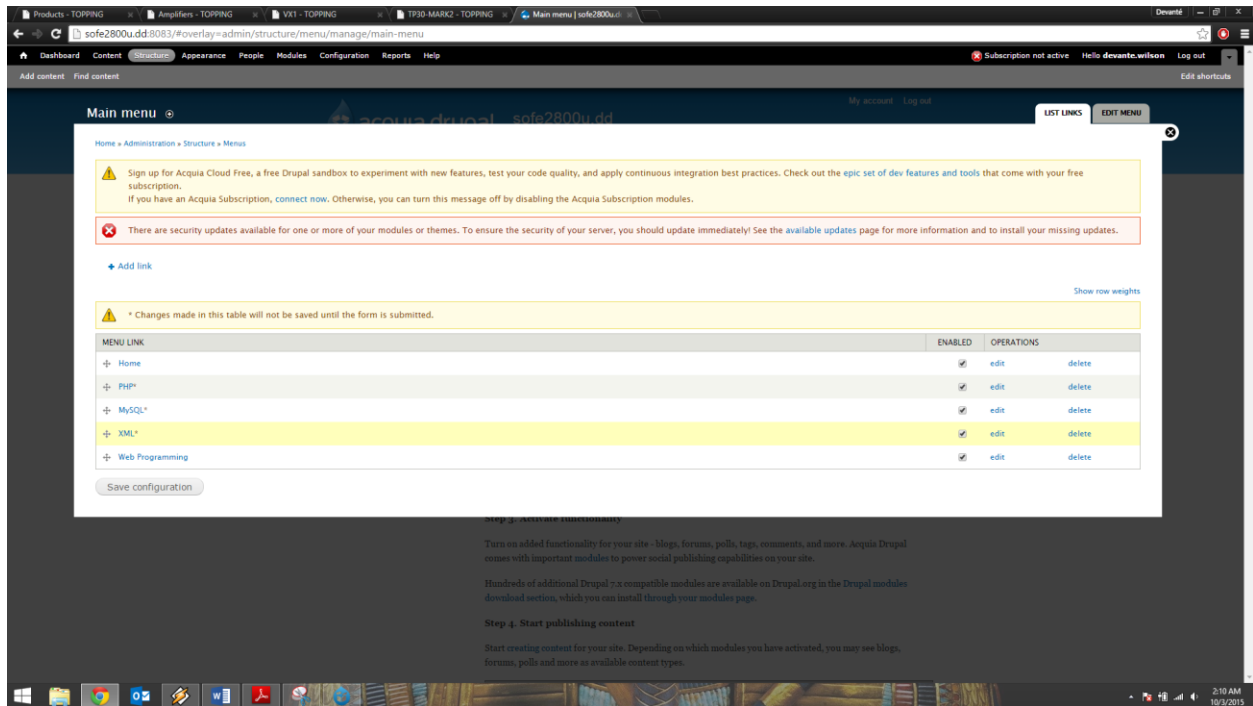 Products - TOPPING
Amplifiers - TOPPING
VX1 - TOPPING
TP30-MARK2 - TOPPING
Main menu | sofe2800u.d
Devanté
sofe2800u.dd:8083/#overlay=admin/structure/menu/manage/main-menu
Dashboard Content Structure Appearance People Modules Configuration Reports Help
Subscription not active Hello devante.wilson Log out
Add content Find content
Edit shortcuts
My account Log out
Main menu
acquia drupal sofe2800u.dd
LIST LINKS EDIT MENU
Home » Administration » Structure » Menus
Sign up for Acquia Cloud Free, a free Drupal sandbox to experiment with new features, test your code quality, and apply continuous integration best practices. Check out the epic set of dev features and tools that come with your free
subscription.
If you have an Acquia Subscription, connect now. Otherwise, you can turn this message off by disabling the Acquia Subscription modules.
There are security updates available for one or more of your modules or themes. To ensure the security of your server, you should update immediately! See the available updates page for more information and to install your missing updates.
Add link
Show row weights
* Changes made in this table will not be saved until the form is submitted.
MENU LINK ENABLED OPERATIONS
Home edit delete
PHP* edit delete
MySQL* edit delete
XML* edit delete
Web Programming edit delete
Save configuration
Step 3. Activate functionality
Turn on added functionality for your site - blogs, forums, polls, tags, comments, and more. Acquia Drupal
comes with important modules to power social publishing capabilities on your site.
Hundreds of additional Drupal 7.x compatible modules are available on Drupal.org in the Drupal modules
download section, which you can install through your modules page.
Step 4. Start publishing content
Start creating content for your site. Depending on which modules you have activated, you may see blogs,
forums, polls and more as available content types.
2:10 AM
10/3/2015